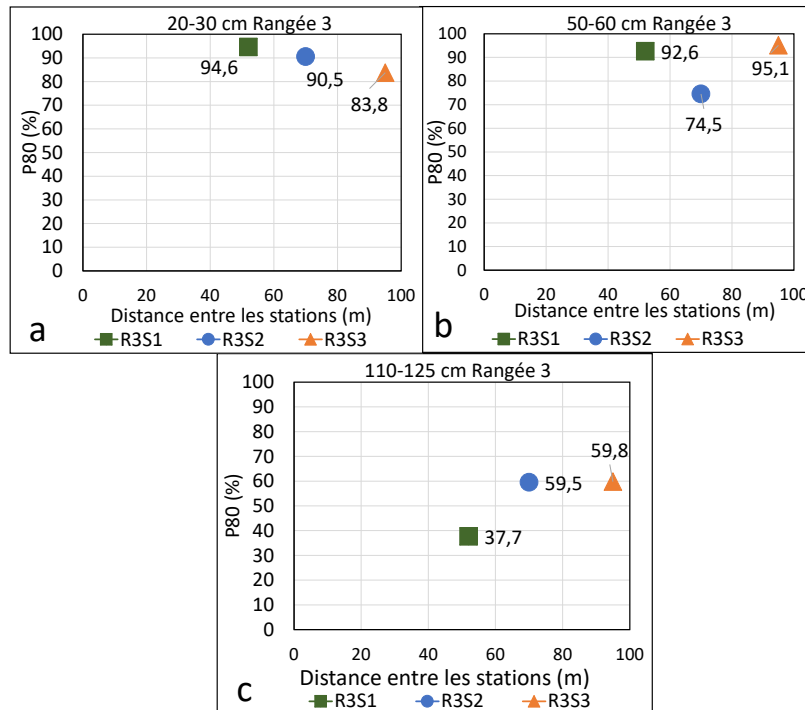 20-30 cm Rangée 3
P80 (%)
100
90
80
70
60
50
40
30
20
10
0
94,6
90,5
83,8
0 20 40 60 80 100
Distance entre les stations (m)
a
R3S1 R3S2 R3S3
50-60 cm Rangée 3
P80 (%)
100
90
80
70
60
50
40
30
20
10
0
92,6
95,1
74,5
0 20 40 60 80 100
Distance entre les stations (m)
b
R3S1 R3S2 R3S3
110-125 cm Rangée 3
P80 (%)
100
90
80
70
60
50
40
30
20
10
0
59,8
59,5
37,7
0 20 40 60 80 100
Distance entre les stations (m)
c
R3S1 R3S2 R3S3